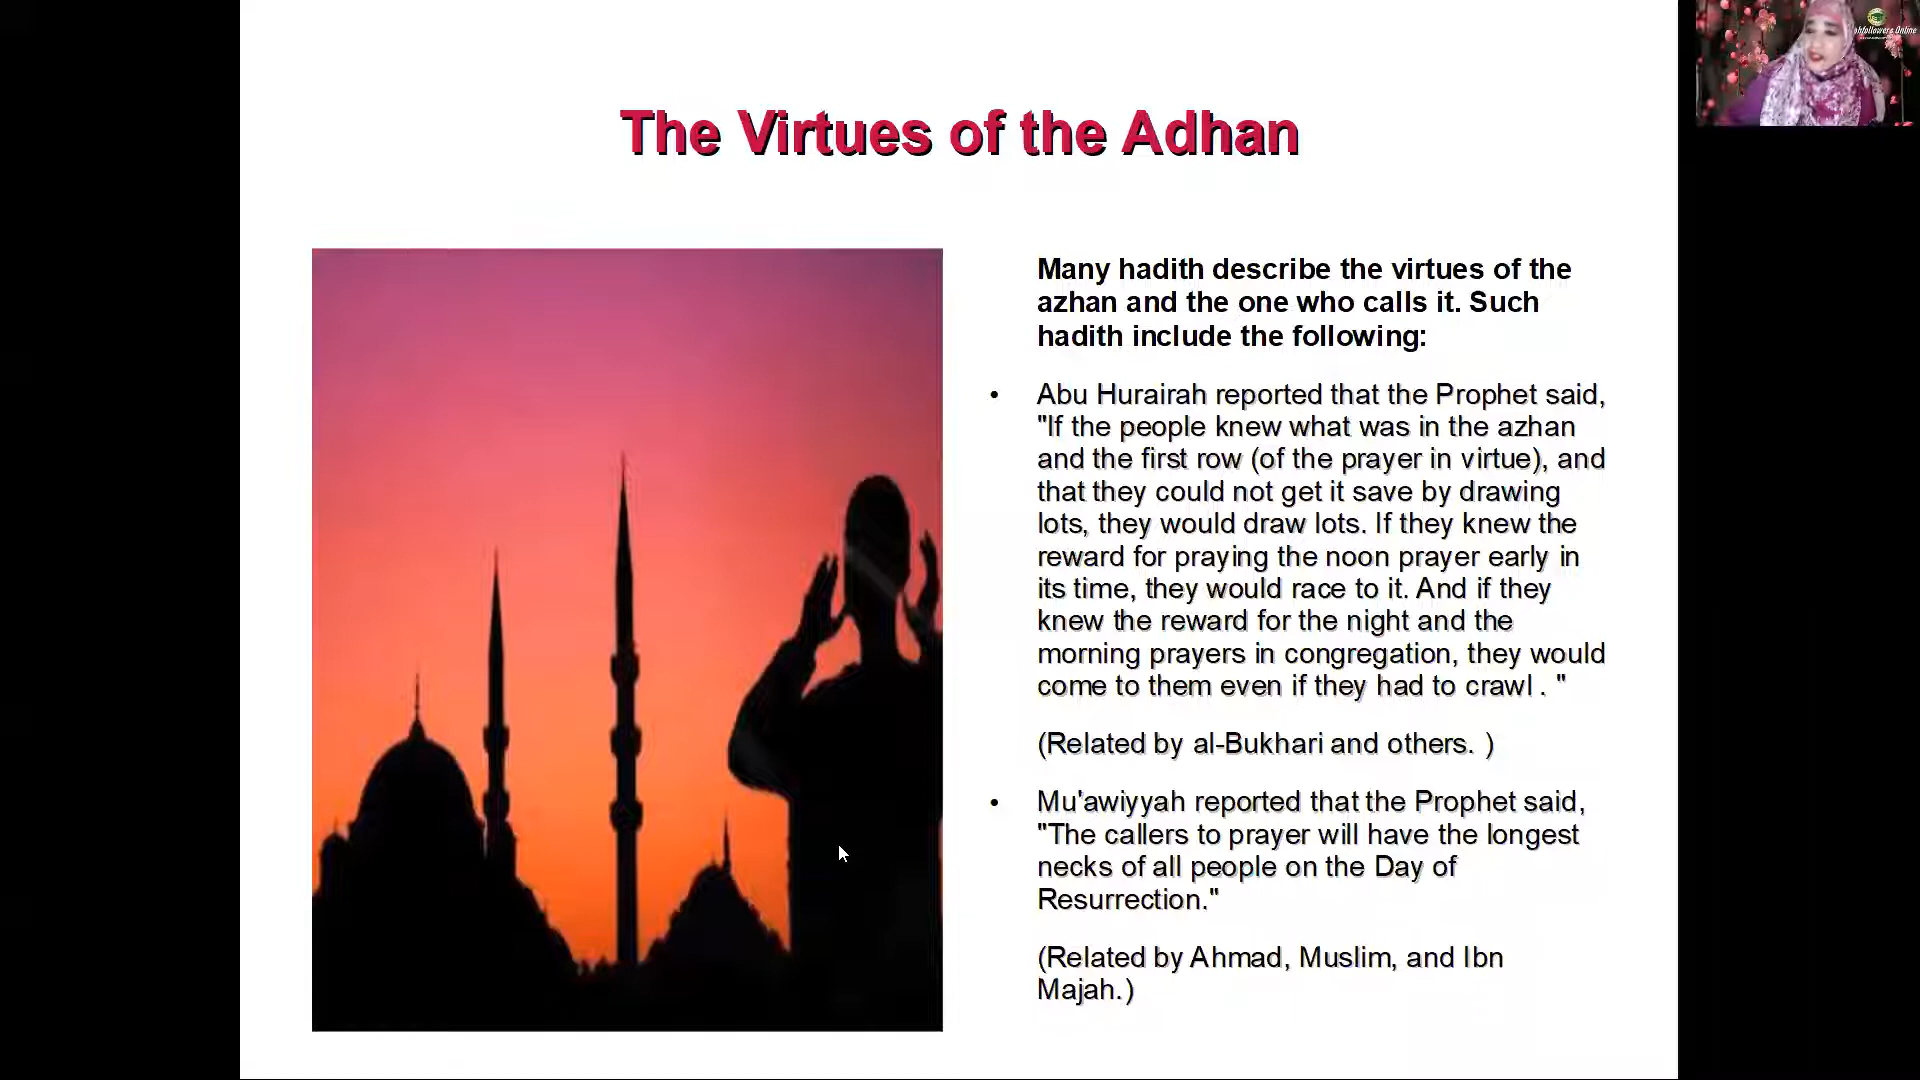 The Virtues of the Adhan
Many hadith describe the virtues of the
azhan and the one who calls it. Such
hadith include the following:
• Abu Hurairah reported that the Prophet said,
"If the people knew what was in the azhan
and the first row (of the prayer in virtue), and
that they could not get it save by drawing
lots, they would draw lots. If they knew the
reward for praying the noon prayer early in
its time, they would race to it. And if they
knew the reward for the night and the
morning prayers in congregation, they would
come to them even if they had to crawl . "
(Related by al-Bukhari and others. )
• Mu'awiyyah reported that the Prophet said,
"The callers to prayer will have the longest
necks of all people on the Day of
Resurrection."
(Related by Ahmad, Muslim, and Ibn
Majah.)
Online